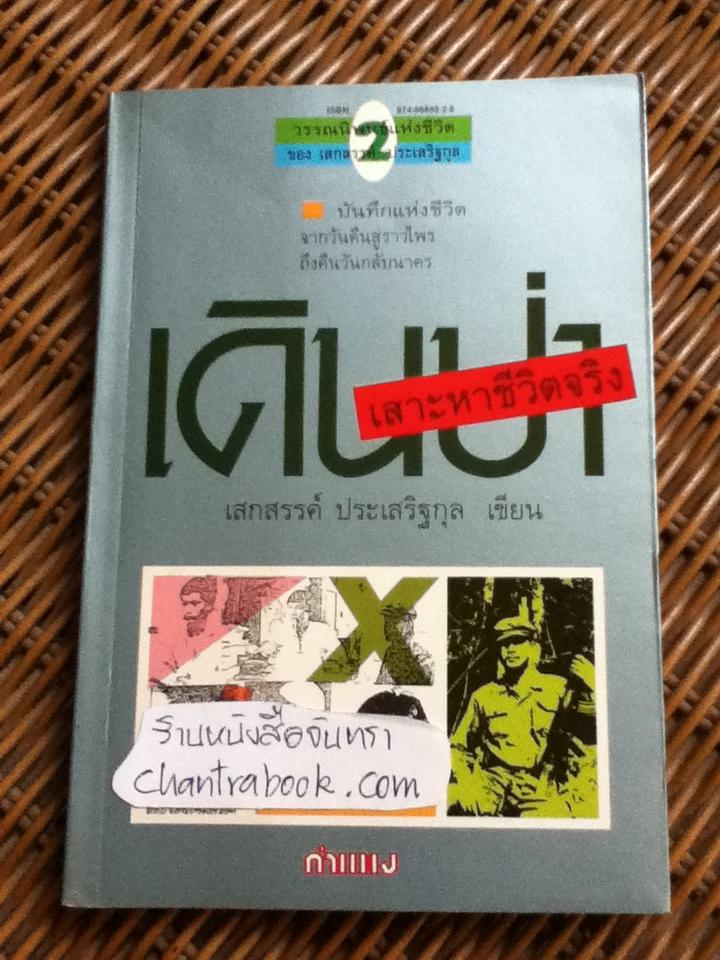 ISBN
วรรณนิพนธ์แห่งชีวิต
2
ของ เสกสรรค์ ประเสริฐกุล
บันทึกแห่งชีวิต
จากวันคืนสู่ราวไพร
ถึงคืนวันกลับนาคร
เดินป่า
เสาะหาชีวิตจริง
เสกสรรค์ ประเสริฐกุล เขียน
ร้านหนังสือจันทรา
chantrabook.com
กำแพง